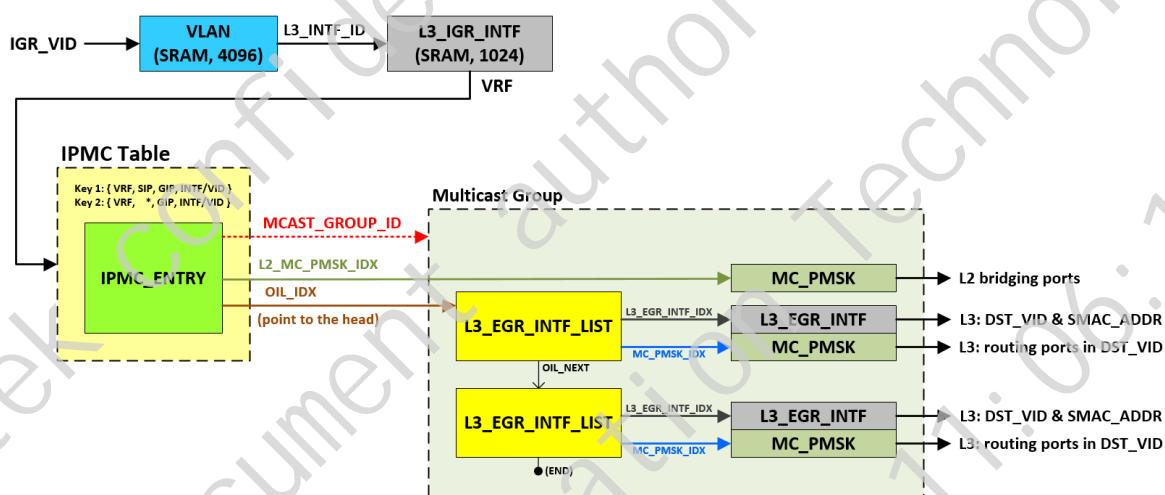 IGR_VID
VLAN
(SRAM, 4096)
L3_INTF_ID
L3_IGR_INTF
(SRAM, 1024)
VRF
IPMC Table
Key 1: { VRF, SIP, GIP, INTF/VID }
Key 2: { VRF, *, GIP, INTF/VID }
IPMC_ENTRY
MCAST_GROUP_ID
L2_MC_PMSK_IDX
OIL_IDX
(point to the head)
Multicast Group
MC_PMSK
L2 bridging ports
L3_EGR_INTF_LIST
L3_EGR_INTF_IDX
MC_PMSK_IDX
L3_EGR_INTF
MC_PMSK
L3: DST_VID & SMAC_ADDR
L3: routing ports in DST_VID
OIL_NEXT
L3_EGR_INTF_LIST
L3_EGR_INTF_IDX
MC_PMSK_IDX
L3_EGR_INTF
MC_PMSK
L3: DST_VID & SMAC_ADDR
L3: routing ports in DST_VID
(END)